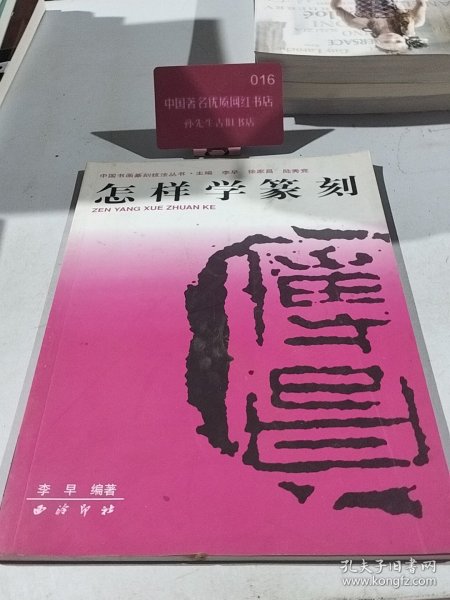 016
中国著名优质网红书店
孙先生古旧书店
中国书画篆刻技法丛书·主编 李早 徐家昌 陆秀竞
怎样学篆刻
ZEN YANG XUE ZHUAN KE
李早 编著
西泠印社
孔夫子旧书网
www.kongfz.com